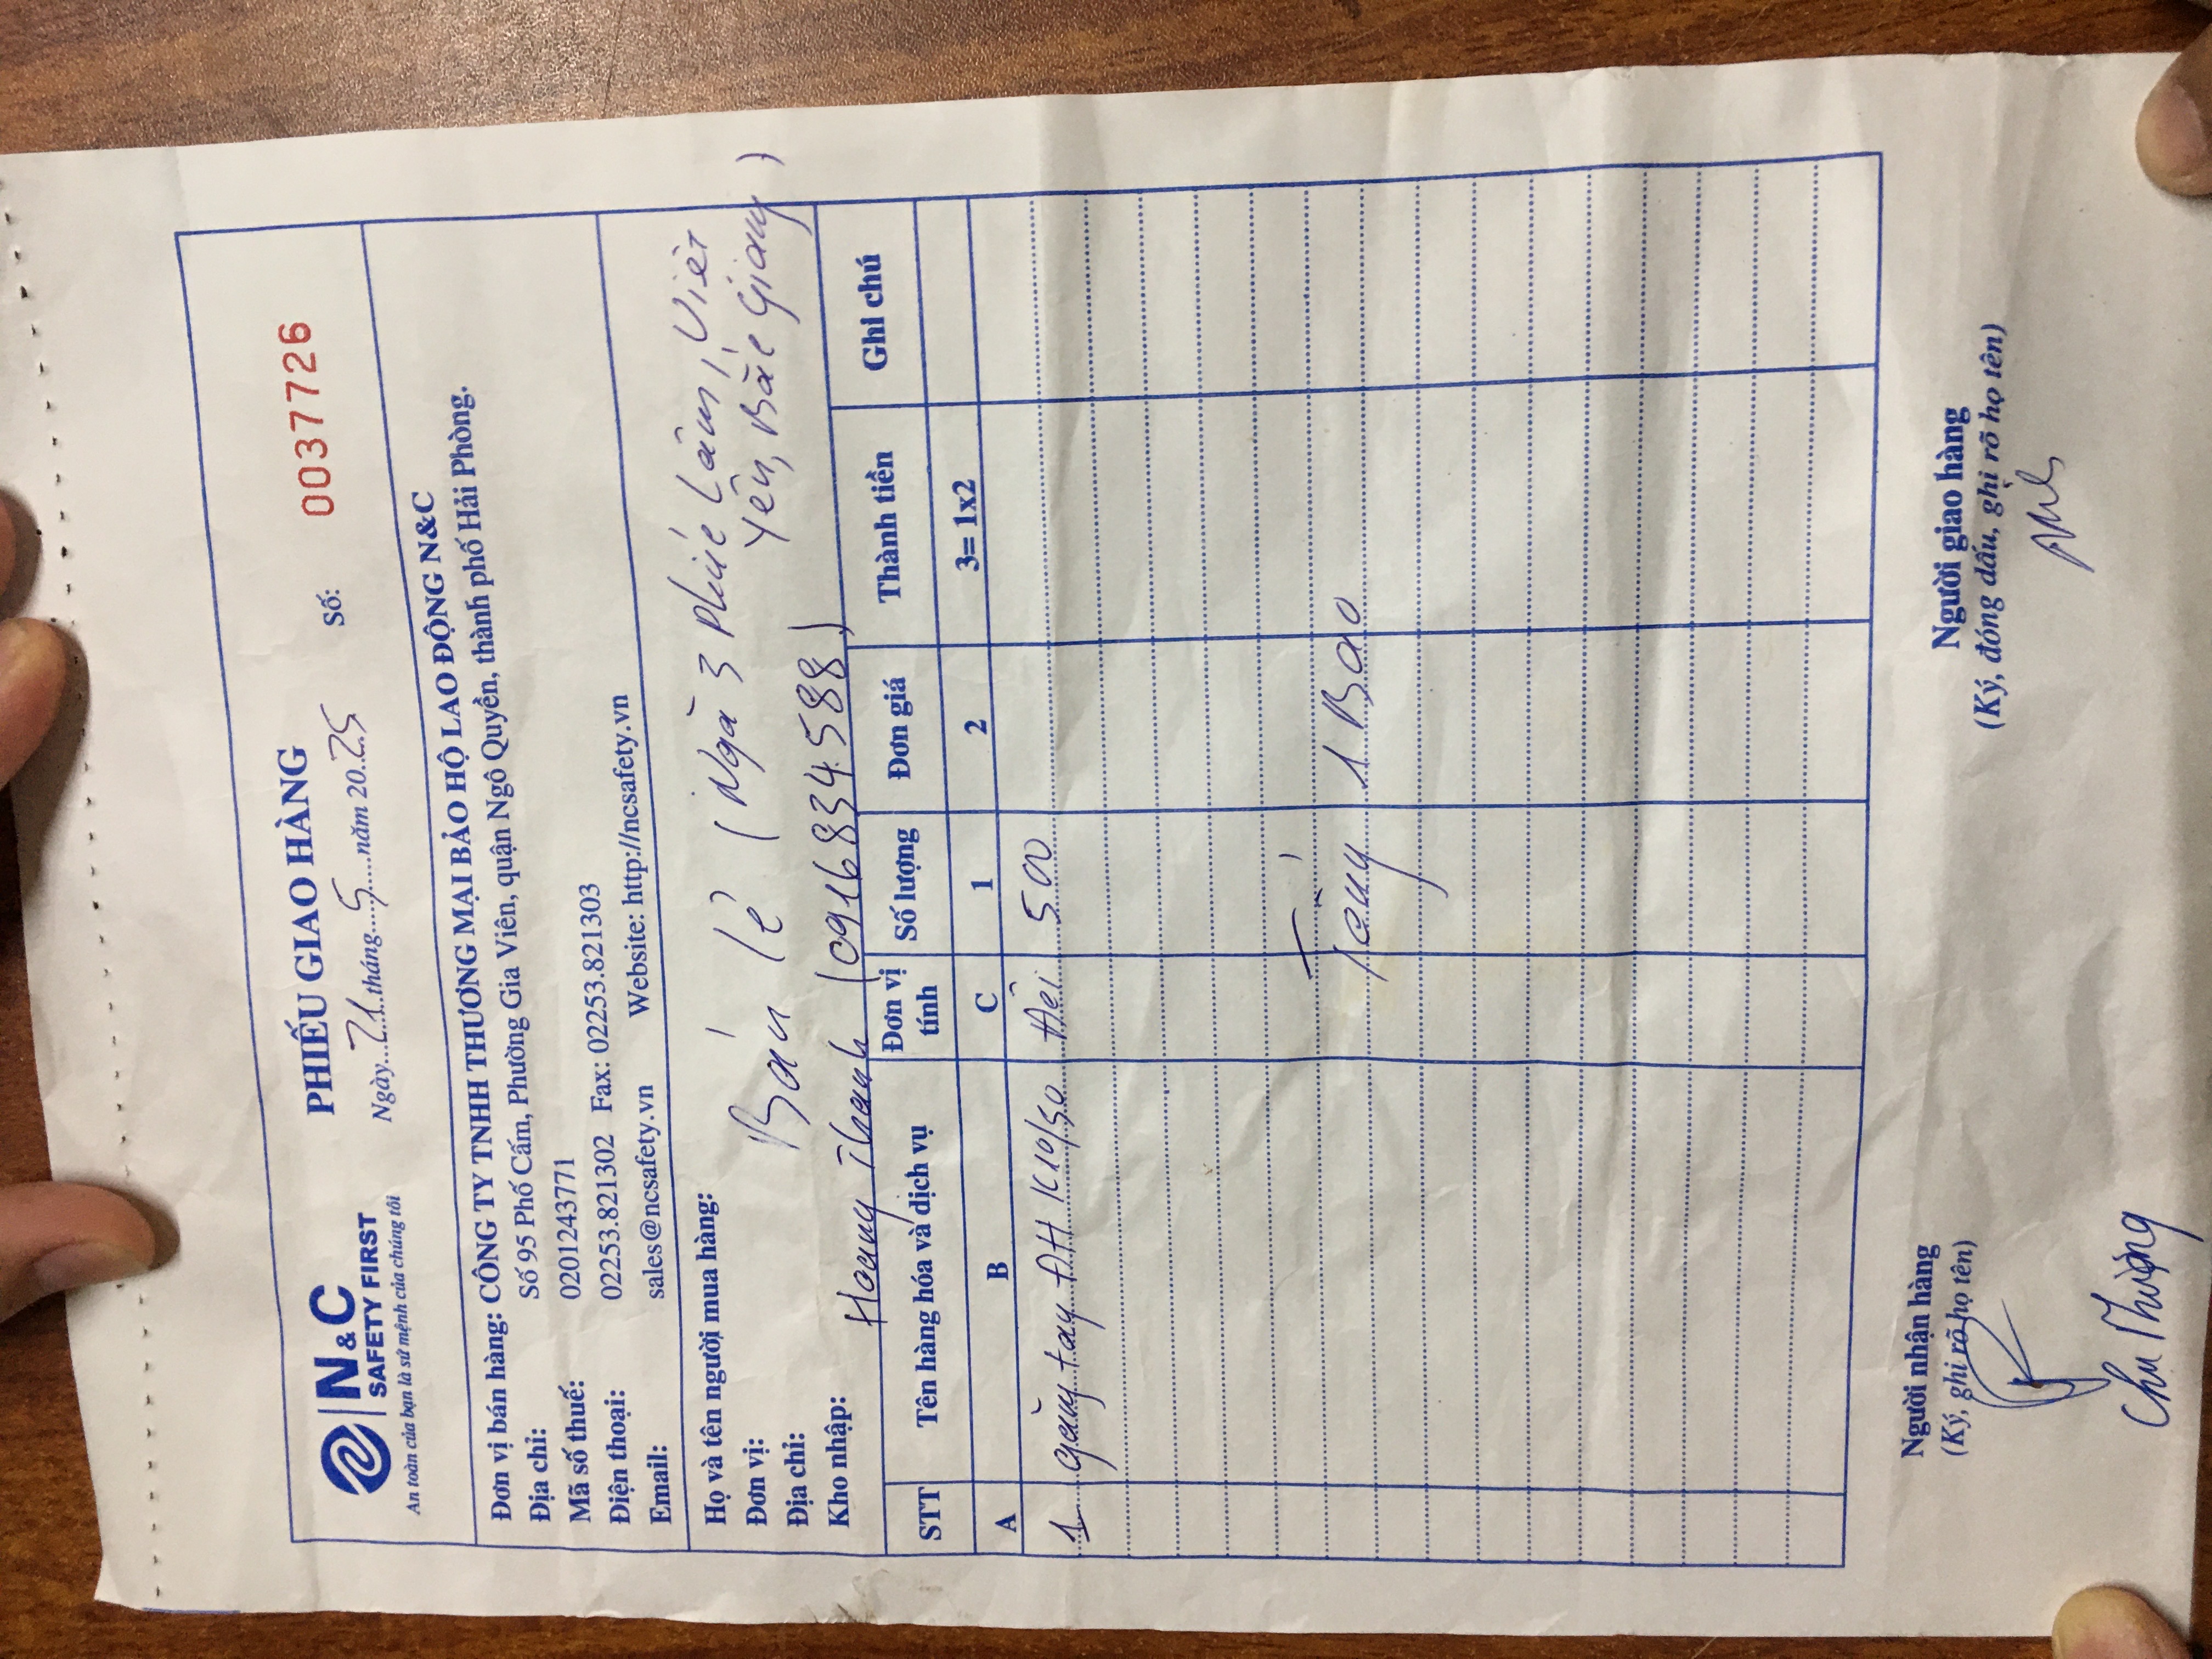 N&C
SAFETY FIRST
An toàn của bạn là sứ mệnh của chúng tôi
PHIẾU GIAO HÀNG
Ngày 21 tháng 5 năm 2025
Số: 0037726
Đơn vị bán hàng: CÔNG TY TNHH THƯƠNG MẠI BẢO HỘ LAO ĐỘNG N&C
Địa chỉ: Số 95 Phố Cấm, Phường Gia Viên, quận Ngô Quyền, thành phố Hải Phòng.
Mã số thuế: 0201243771
Điện thoại: 02253.821302 Fax: 02253.821303
Email: sales@ncsafety.vn Website: http://ncsafety.vn
Họ và tên người mua hàng:
Đơn vị: Bán lẻ ( Ngã 3 Phúc Lâm, Việt
Địa chỉ: Yên, Bắc Giang )
Kho nhập: Hoàng Thanh (0916834588)
STT Tên hàng hóa và dịch vụ Đơn vị tính Số lượng Đơn giá Thành tiền Ghi chú
A B C 1 2 3= 1x2
1 găng tay K10/50 Đôi 500
Tổng 1 Bao
Người nhận hàng
(Ký, ghi rõ họ tên)
Người giao hàng
(Ký, đóng dấu, ghi rõ họ tên)
Chu Thường